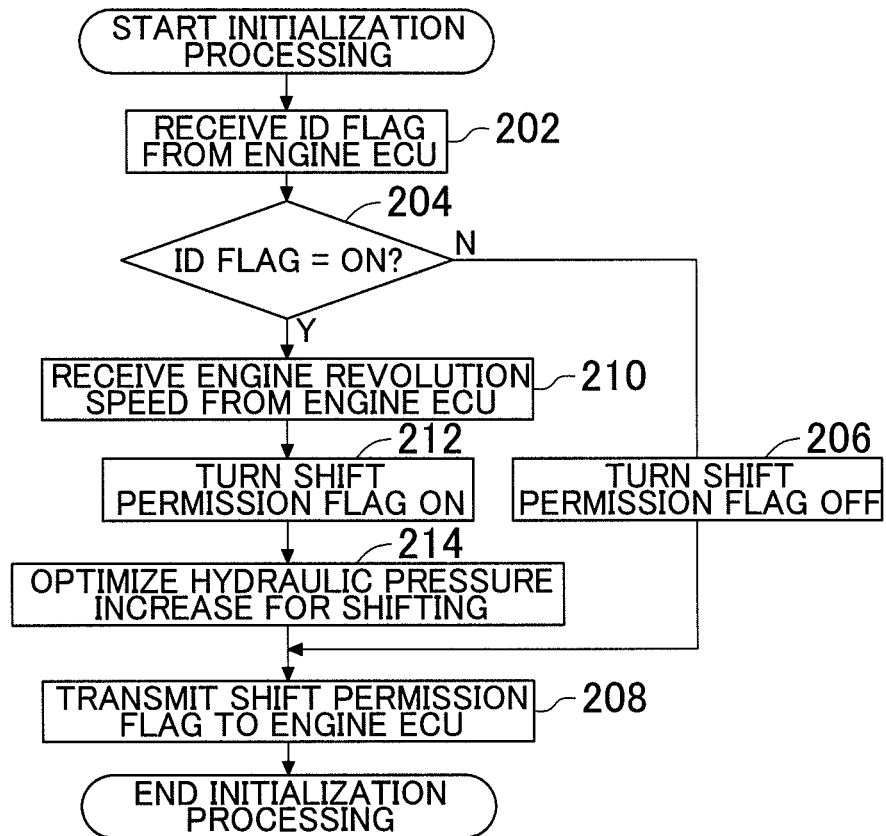 START INITIALIZATION
PROCESSING
RECEIVE ID FLAG
FROM ENGINE ECU
202
204
ID FLAG = ON?
N
Y
RECEIVE ENGINE REVOLUTION
SPEED FROM ENGINE ECU
210
212
TURN SHIFT
PERMISSION FLAG ON
206
TURN SHIFT
PERMISSION FLAG OFF
214
OPTIMIZE HYDRAULIC PRESSURE
INCREASE FOR SHIFTING
TRANSMIT SHIFT PERMISSION
FLAG TO ENGINE ECU
208
END INITIALIZATION
PROCESSING